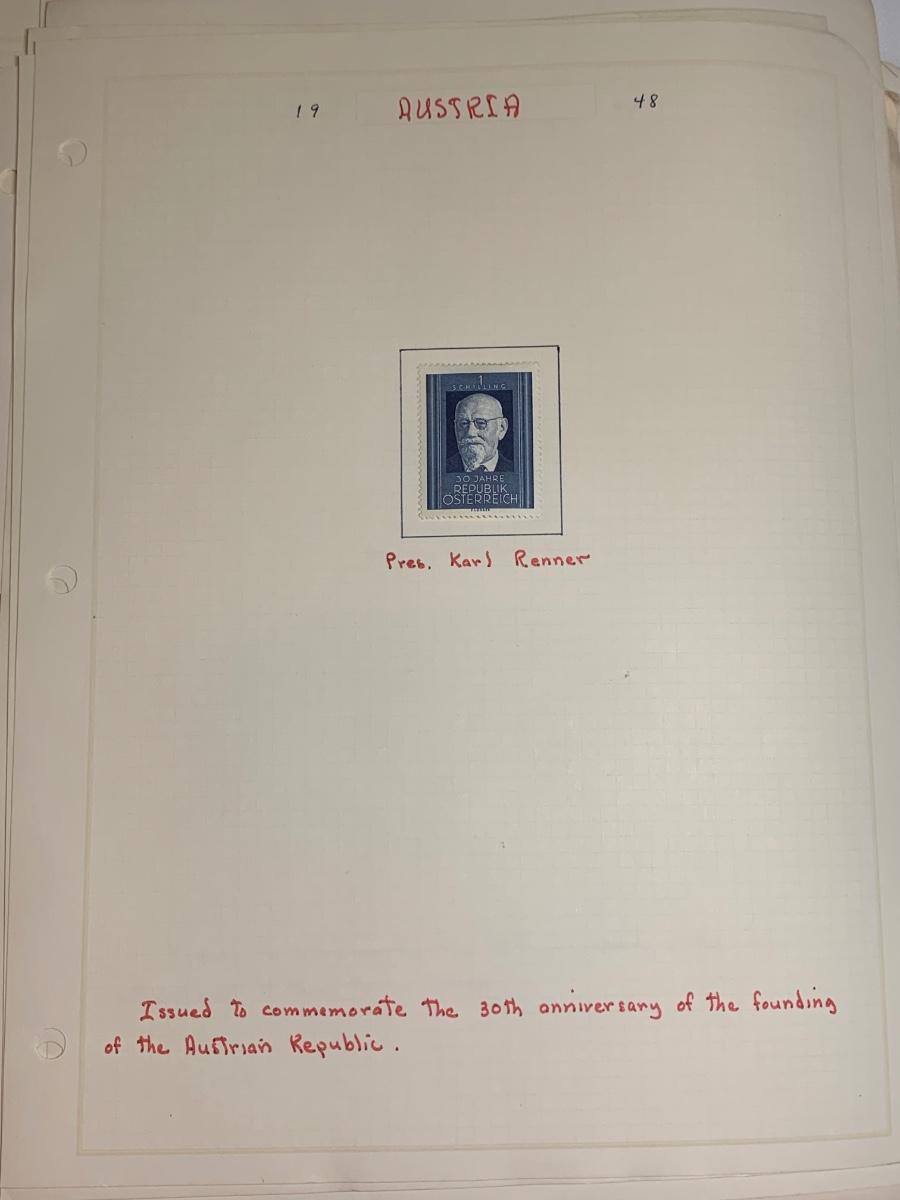 19 AUSTRIA 48
1
SCHILLING
30 JAHRE
REPUBLIK
ÖSTERREICH
Pres. Karl Renner
Issued to commemorate the 30th anniversary of the founding
of the Austrian Republic.